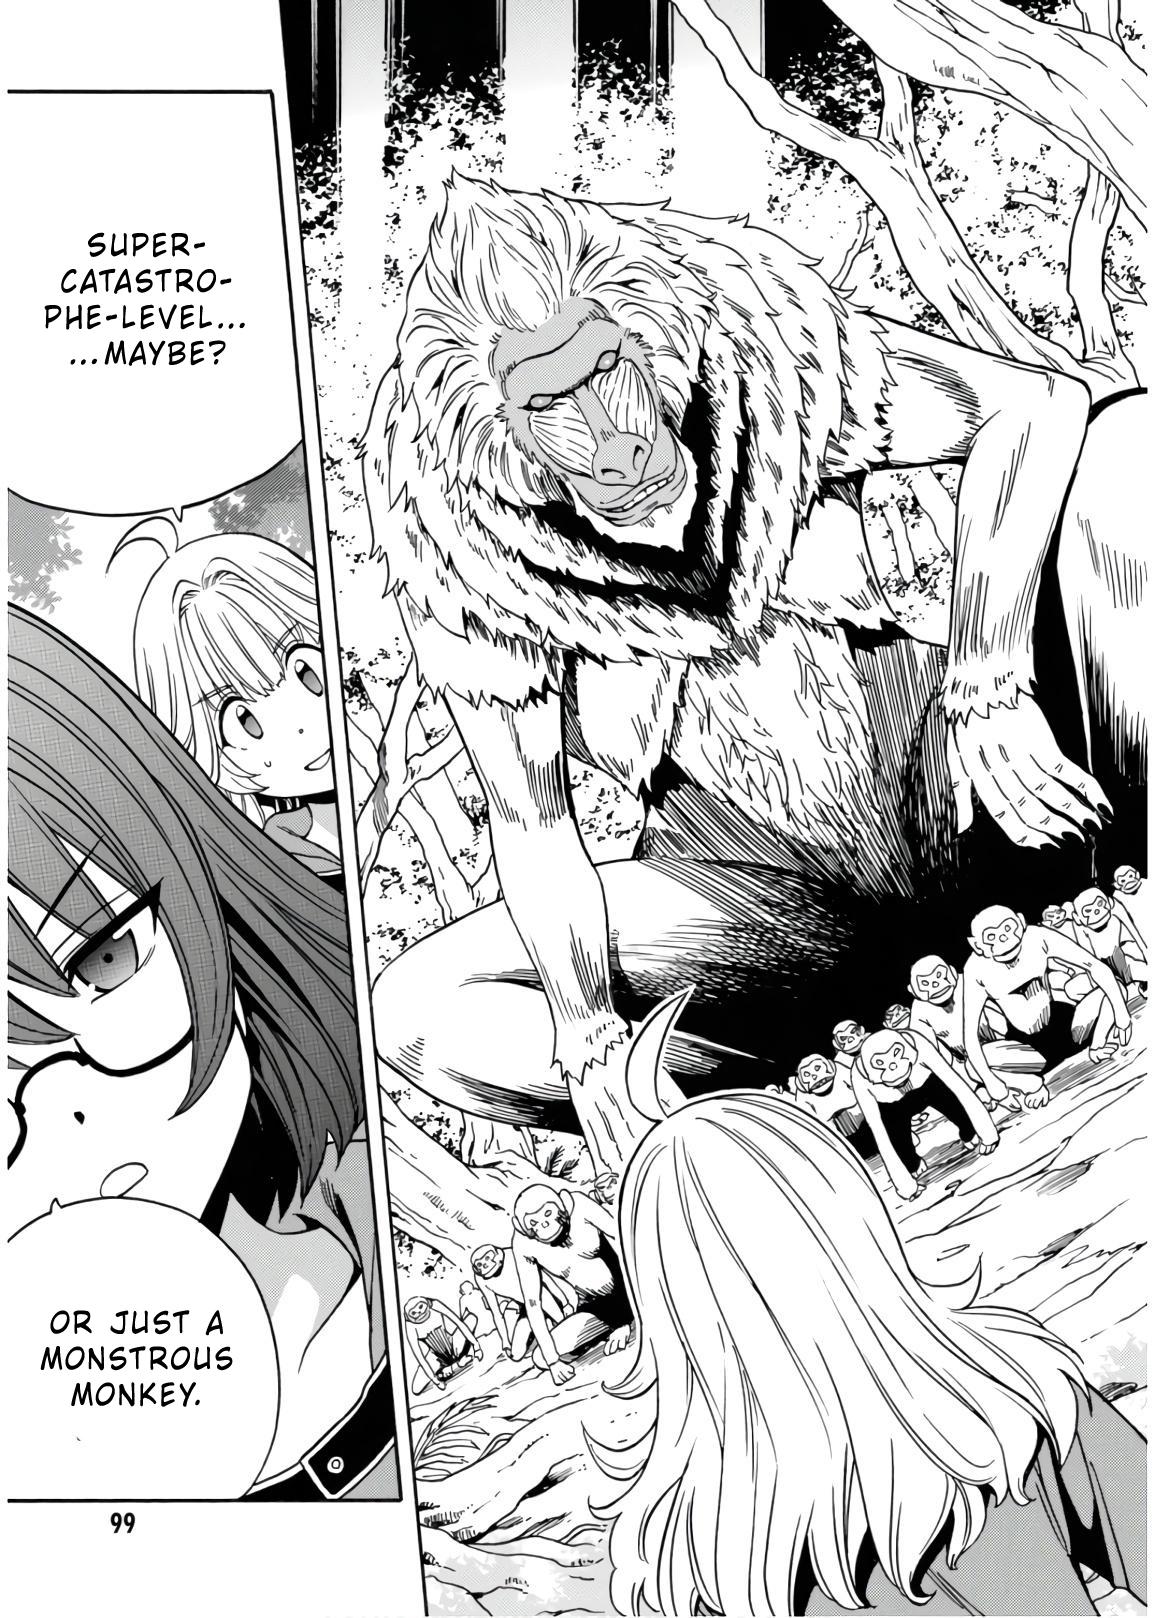 SUPER-
CATASTRO-
PHE-LEVEL...
...MAYBE?
OR JUST A
MONSTROUS
MONKEY.
99